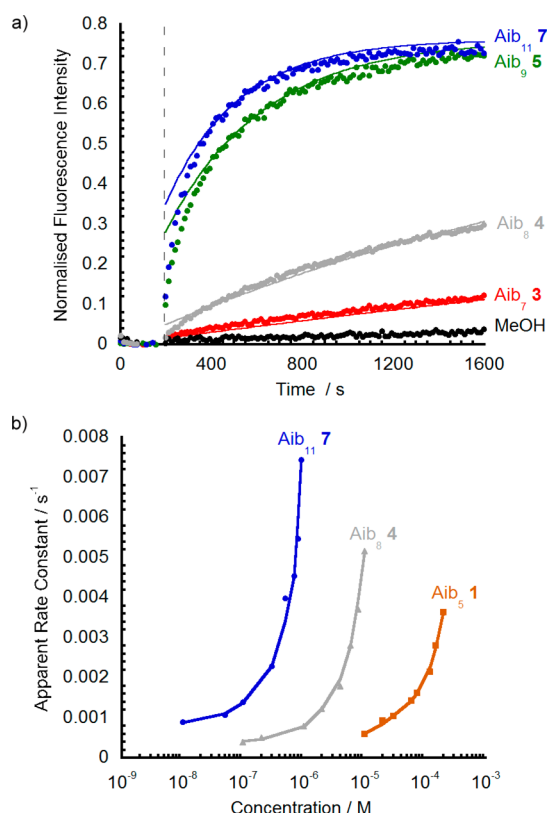 a)
Normalised Fluorescence Intensity
0.8
0.7
0.6
0.5
0.4
0.3
0.2
0.1
0
Aib11 7
Aib9 5
Aib8 4
Aib7 3
MeOH
0 400 800 1200 1600
Time / s
b)
Apparent Rate Constant / s-1
0.008
0.007
0.006
0.005
0.004
0.003
0.002
0.001
0
Aib11 7
Aib8 4
Aib5 1
10-9 10-8 10-7 10-6 10-5 10-4 10-3
Concentration / M